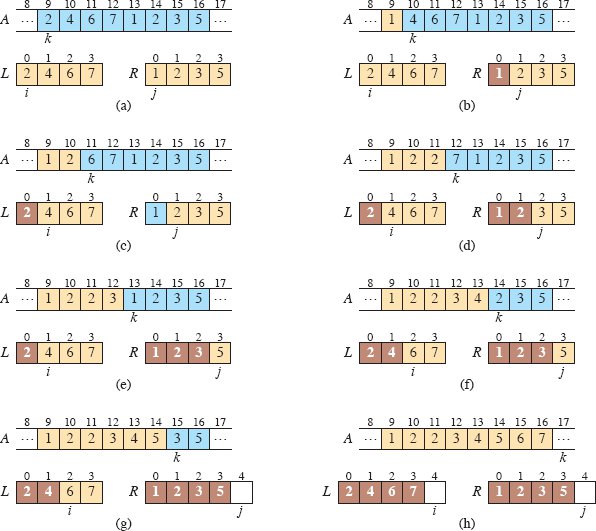 8 9 10 11 12 13 14 15 16 17
A ... 2 4 6 7 1 2 3 5 ...
k
0 1 2 3 0 1 2 3
L 2 4 6 7 R 1 2 3 5
i j
(a)
8 9 10 11 12 13 14 15 16 17
A ... 1 4 6 7 1 2 3 5 ...
k
0 1 2 3 0 1 2 3
L 2 4 6 7 R 1 2 3 5
i j
(b)
8 9 10 11 12 13 14 15 16 17
A ... 1 2 6 7 1 2 3 5 ...
k
0 1 2 3 0 1 2 3
L 2 4 6 7 R 1 2 3 5
i j
(c)
8 9 10 11 12 13 14 15 16 17
A ... 1 2 2 7 1 2 3 5 ...
k
0 1 2 3 0 1 2 3
L 2 4 6 7 R 1 2 3 5
i j
(d)
8 9 10 11 12 13 14 15 16 17
A ... 1 2 2 3 1 2 3 5 ...
k
0 1 2 3 0 1 2 3
L 2 4 6 7 R 1 2 3 5
i j
(e)
8 9 10 11 12 13 14 15 16 17
A ... 1 2 2 3 4 2 3 5 ...
k
0 1 2 3 0 1 2 3
L 2 4 6 7 R 1 2 3 5
i j
(f)
8 9 10 11 12 13 14 15 16 17
A ... 1 2 2 3 4 5 3 5 ...
k
0 1 2 3 0 1 2 3 4
L 2 4 6 7 R 1 2 3 5
i j
(g)
8 9 10 11 12 13 14 15 16 17
A ... 1 2 2 3 4 5 6 7 ...
k
0 1 2 3 4 0 1 2 3 4
L 2 4 6 7 R 1 2 3 5
i j
(h)